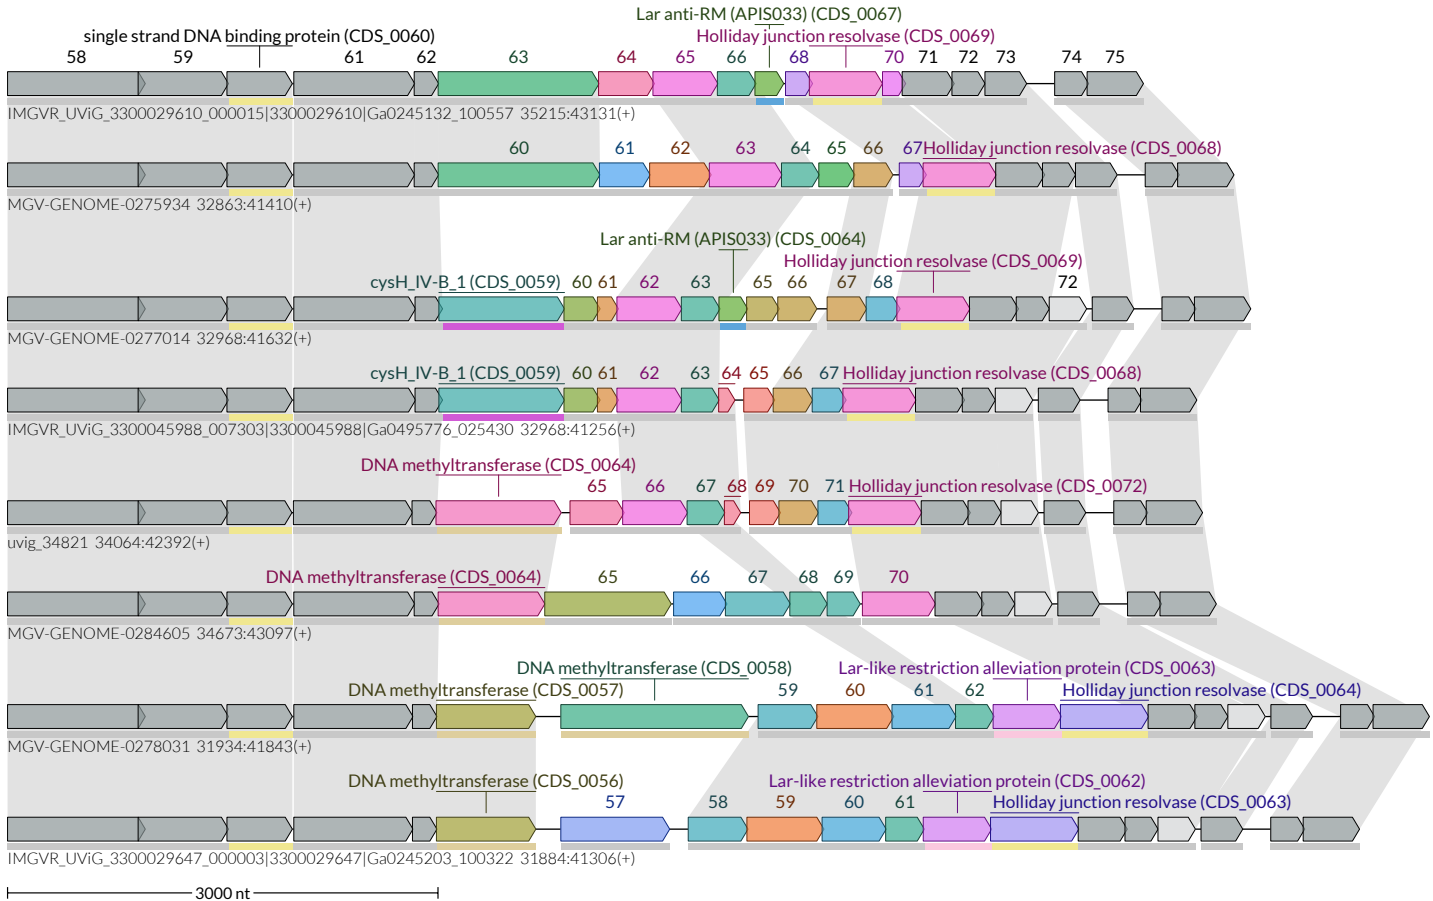 Lar anti-RM (APIS033) (CDS_0067)
single strand DNA binding protein (CDS_0060) Holliday junction resolvase (CDS_0069)
58 59 61 62 63 64 65 66 68 70 71 72 73 74 75
IMGVR_UViG_3300029610_000015|3300029610|Ga0245132_100557 35215:43131(+)
60 61 62 63 64 65 66 67 Holliday junction resolvase (CDS_0068)
MGV-GENOME-0275934 32863:41410(+)
Lar anti-RM (APIS033) (CDS_0064)
Holliday junction resolvase (CDS_0069)
cysH_IV-B_1 (CDS_0059) 60 61 62 63 65 66 67 68 72
MGV-GENOME-0277014 32968:41632(+)
cysH_IV-B_1 (CDS_0059) 60 61 62 63 64 65 66 67 Holliday junction resolvase (CDS_0068)
IMGVR_UViG_3300045988_007303|3300045988|Ga0495776_025430 32968:41256(+)
DNA methyltransferase (CDS_0064)
65 66 67 68 69 70 71 Holliday junction resolvase (CDS_0072)
uvig_34821 34064:42392(+)
DNA methyltransferase (CDS_0064) 65 66 67 68 69 70
MGV-GENOME-0284605 34673:43097(+)
DNA methyltransferase (CDS_0058) Lar-like restriction alleviation protein (CDS_0063)
DNA methyltransferase (CDS_0057) 59 60 61 62 Holliday junction resolvase (CDS_0064)
MGV-GENOME-0278031 31934:41843(+)
DNA methyltransferase (CDS_0056) Lar-like restriction alleviation protein (CDS_0062)
57 58 59 60 61 Holliday junction resolvase (CDS_0063)
IMGVR_UViG_3300029647_000003|3300029647|Ga0245203_100322 31884:41306(+)
3000 nt